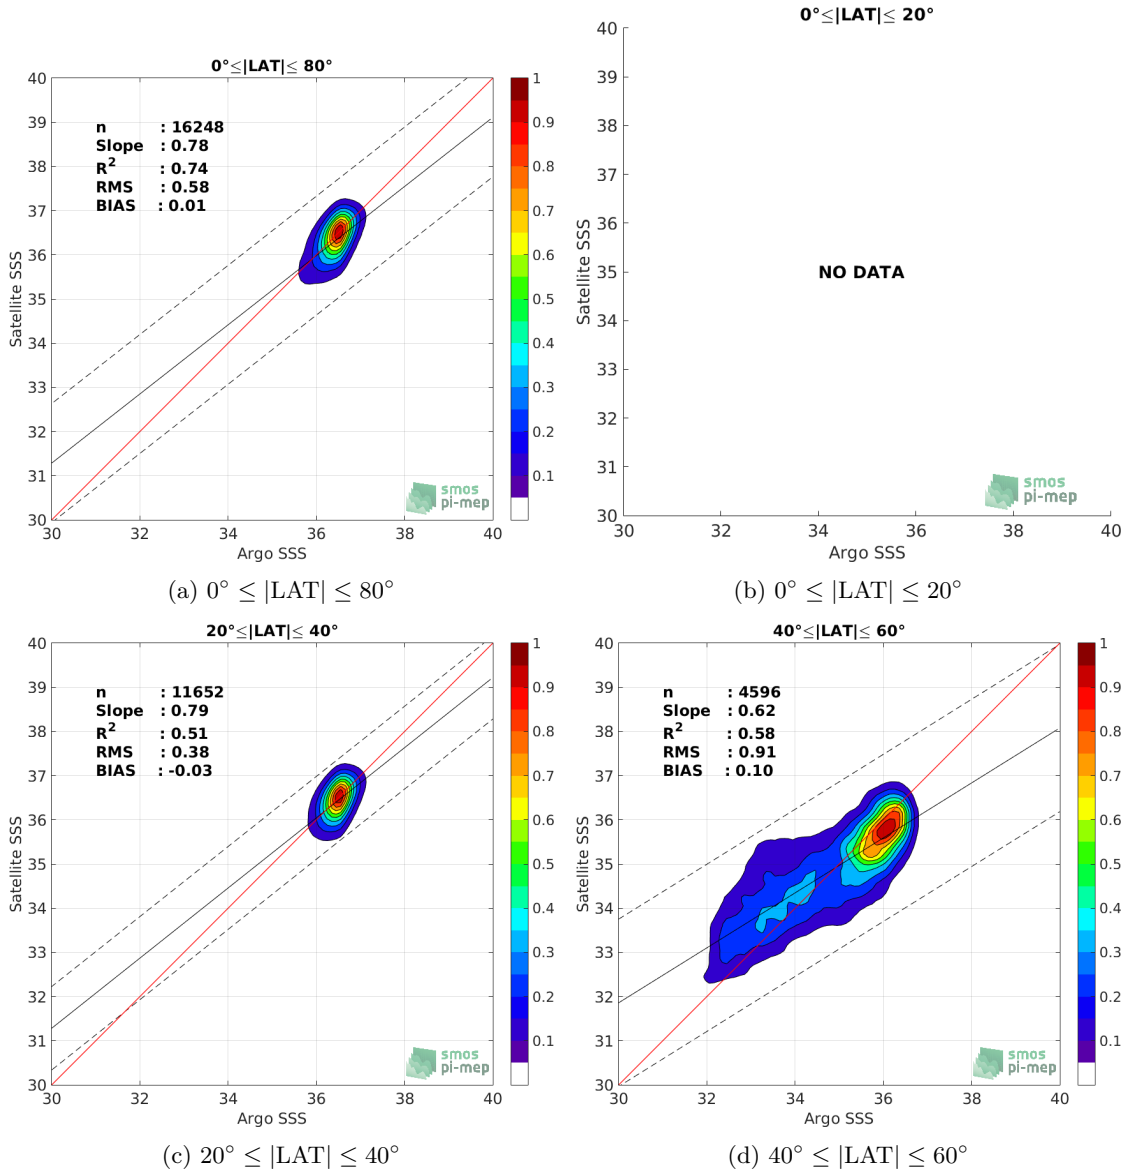 0°≤|LAT|≤ 80°
40
39
38
37
36
35
34
33
32
31
30
Satellite SSS
n : 16248
Slope : 0.78
R² : 0.74
RMS : 0.58
BIAS : 0.01
smos
pi-mep
30 32 34 36 38 40
Argo SSS
1
0.9
0.8
0.7
0.6
0.5
0.4
0.3
0.2
0.1
(a) 0° ≤ |LAT| ≤ 80°
0°≤|LAT|≤ 20°
40
39
38
37
36
35
34
33
32
31
30
Satellite SSS
NO DATA
smos
pi-mep
30 32 34 36 38 40
Argo SSS
(b) 0° ≤ |LAT| ≤ 20°
20°≤|LAT|≤ 40°
40
39
38
37
36
35
34
33
32
31
30
Satellite SSS
n : 11652
Slope : 0.79
R² : 0.51
RMS : 0.38
BIAS : -0.03
smos
pi-mep
30 32 34 36 38 40
Argo SSS
1
0.9
0.8
0.7
0.6
0.5
0.4
0.3
0.2
0.1
(c) 20° ≤ |LAT| ≤ 40°
40°≤|LAT|≤ 60°
40
39
38
37
36
35
34
33
32
31
30
Satellite SSS
n : 4596
Slope : 0.62
R² : 0.58
RMS : 0.91
BIAS : 0.10
smos
pi-mep
30 32 34 36 38 40
Argo SSS
1
0.9
0.8
0.7
0.6
0.5
0.4
0.3
0.2
0.1
(d) 40° ≤ |LAT| ≤ 60°